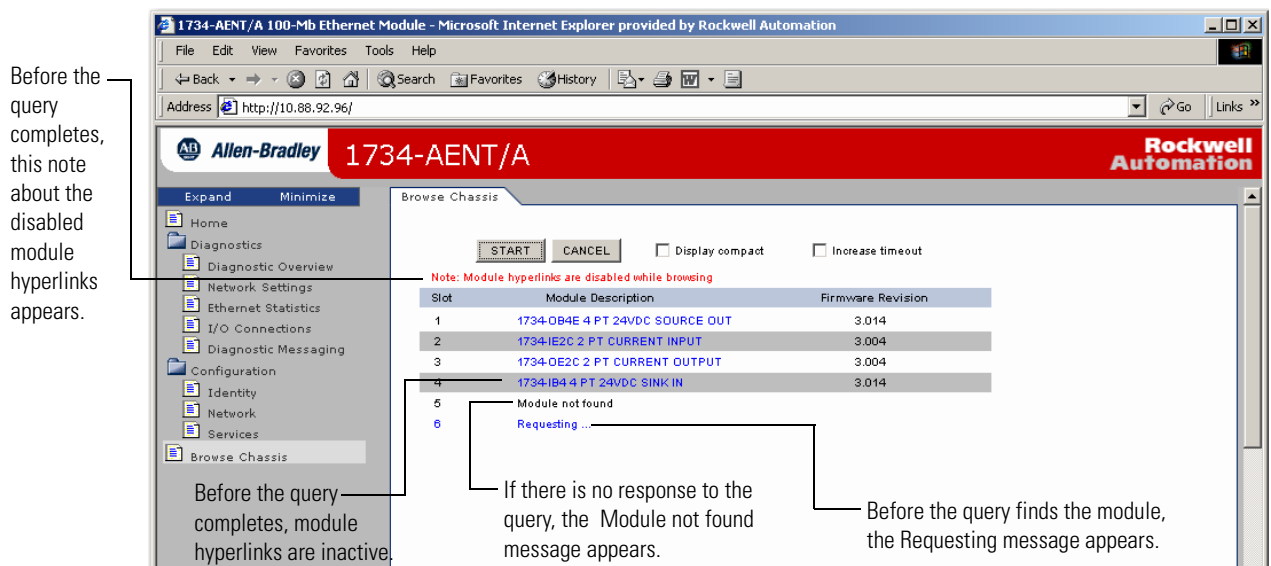 1734-AENT/A 100-Mb Ethernet Module - Microsoft Internet Explorer provided by Rockwell Automation
File Edit View Favorites Tools Help
Back Search Favorites History
Address http://10.88.92.96/ Go Links »
AB Allen-Bradley 1734-AENT/A Rockwell
Automation
Expand Minimize
Home
Diagnostics
Diagnostic Overview
Network Settings
Ethernet Statistics
I/O Connections
Diagnostic Messaging
Configuration
Identity
Network
Services
Browse Chassis
Browse Chassis
START CANCEL Display compact Increase timeout
Note: Module hyperlinks are disabled while browsing
Slot Module Description Firmware Revision
1 1734-OB4E 4 PT 24VDC SOURCE OUT 3.014
2 1734-IE2C 2 PT CURRENT INPUT 3.004
3 1734-OE2C 2 PT CURRENT OUTPUT 3.004
4 1734-IB4 4 PT 24VDC SINK IN 3.014
5 Module not found
6 Requesting ...
Before the
query
completes,
this note
about the
disabled
module
hyperlinks
appears.
Before the query
completes, module
hyperlinks are inactive.
If there is no response to the
query, the Module not found
message appears.
Before the query finds the module,
the Requesting message appears.